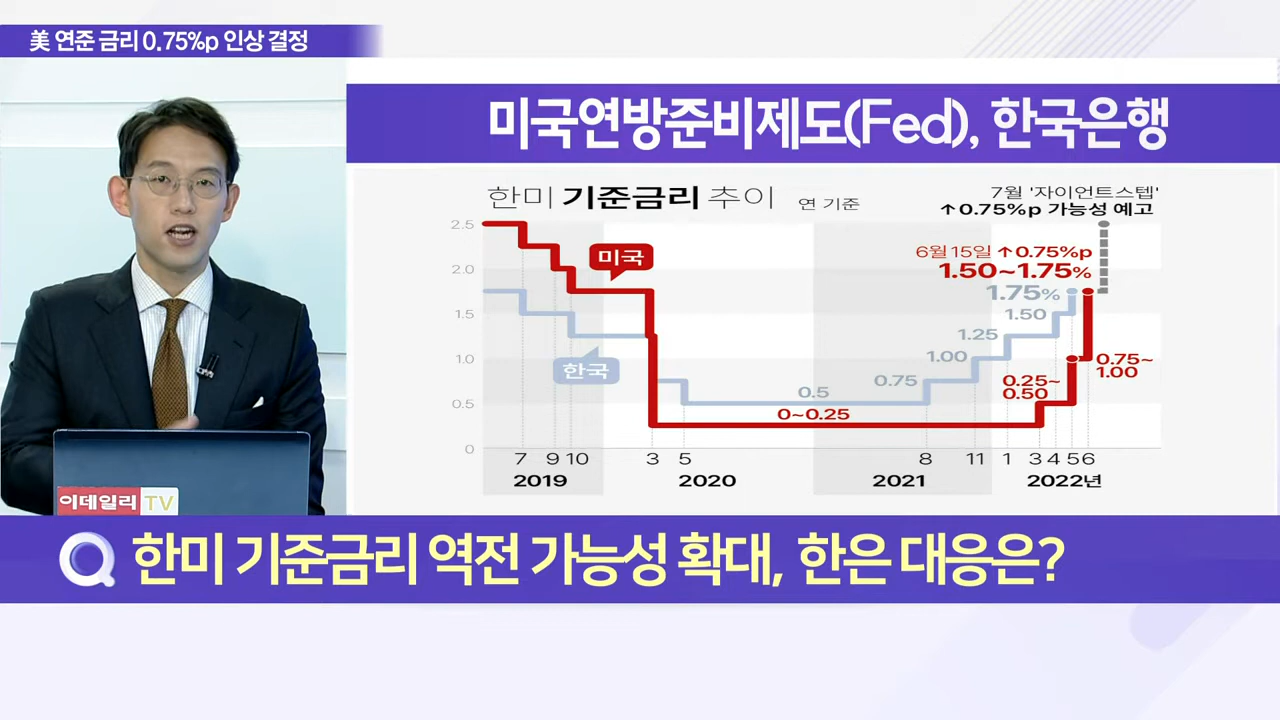 美 연준 금리 0.75%p 인상 결정
미국연방준비제도(Fed), 한국은행
한미 기준금리 추이 연 기준
7월 '자이언트스텝'
↑0.75%p 가능성 예고
2.5
2.0
1.5
1.0
0.5
0
미국
한국
6월 15일 ↑0.75%p
1.50~1.75%
1.75%
1.50
1.25
1.00
0.75
0.5
0~0.25
0.25~
0.50
0.75~
1.00
7 9 10 3 5 8 11 1 3 4 5 6
2019 2020 2021 2022년
이데일리 TV
Q 한미 기준금리 역전 가능성 확대, 한은 대응은?